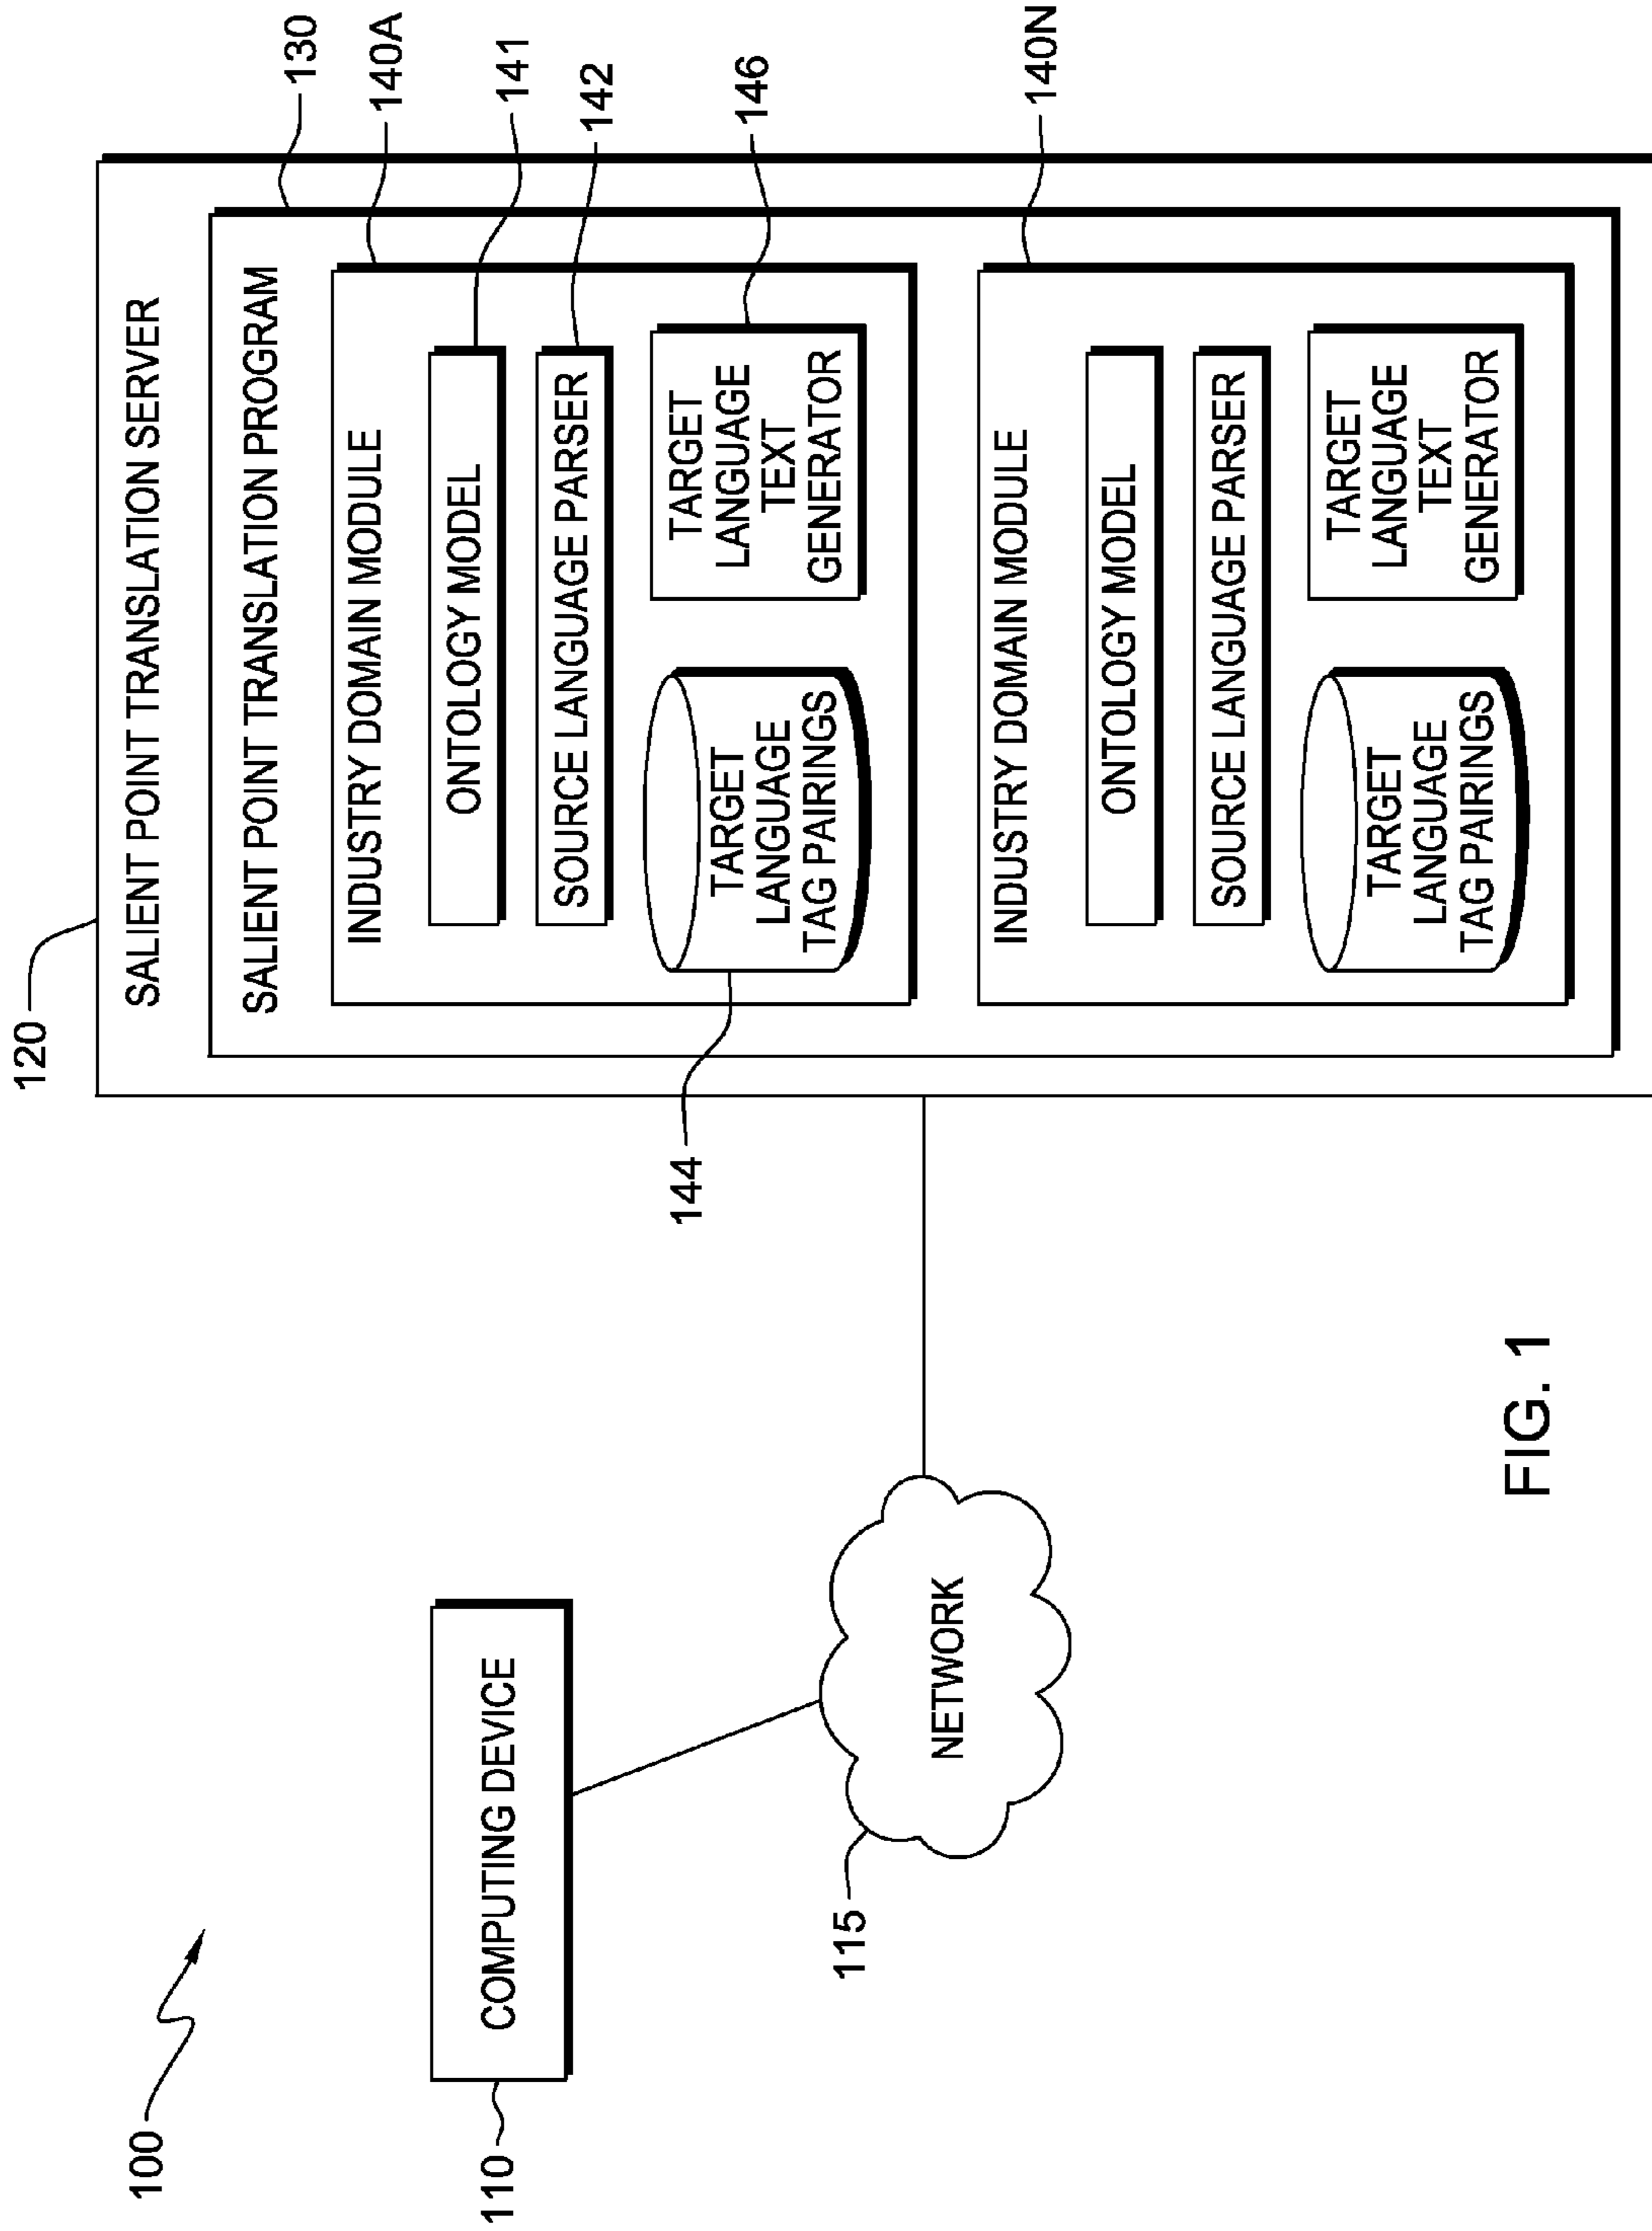 100
110
COMPUTING DEVICE
115
NETWORK
120
SALIENT POINT TRANSLATION SERVER
130
SALIENT POINT TRANSLATION PROGRAM
140A
INDUSTRY DOMAIN MODULE
141
ONTOLOGY MODEL
142
SOURCE LANGUAGE PARSER
144
TARGET
LANGUAGE
TAG PAIRINGS
146
TARGET
LANGUAGE
TEXT
GENERATOR
140N
INDUSTRY DOMAIN MODULE
ONTOLOGY MODEL
SOURCE LANGUAGE PARSER
TARGET
LANGUAGE
TAG PAIRINGS
TARGET
LANGUAGE
TEXT
GENERATOR
FIG. 1